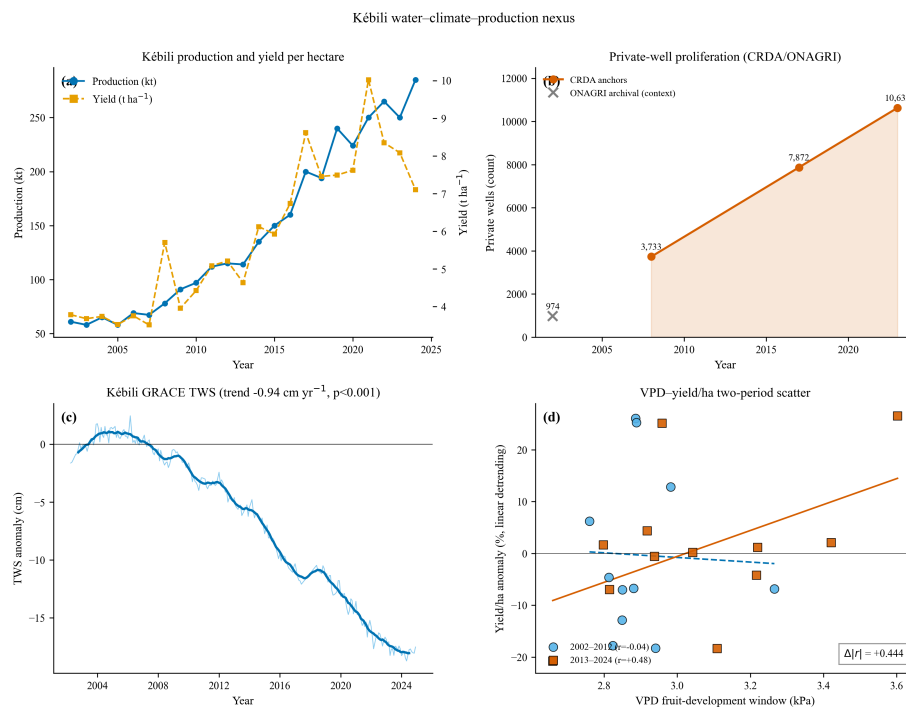 Kébili water–climate–production nexus
Kébili production and yield per hectare
(a)
Production (kt)
Yield (t ha⁻¹)
250
200
150
100
50
10
9
8
7
6
5
4
Production (kt)
Yield (t ha⁻¹)
2005
2010
2015
2020
2025
Year
Private-well proliferation (CRDA/ONAGRI)
(b)
CRDA anchors
ONAGRI archival (context)
12000
10000
8000
6000
4000
2000
0
Private wells (count)
974
3,733
7,872
10,63
2005
2010
2015
2020
Year
Kébili GRACE TWS (trend -0.94 cm yr⁻¹, p<0.001)
(c)
0
−5
−10
−15
TWS anomaly (cm)
2004
2008
2012
2016
2020
2024
Year
VPD–yield/ha two-period scatter
(d)
20
10
0
−10
−20
Yield/ha anomaly (%, linear detrending)
2002–2012 (r=-0.04)
2013–2024 (r=+0.48)
Δ|r| = +0.444
2.8
3.0
3.2
3.4
3.6
VPD fruit-development window (kPa)